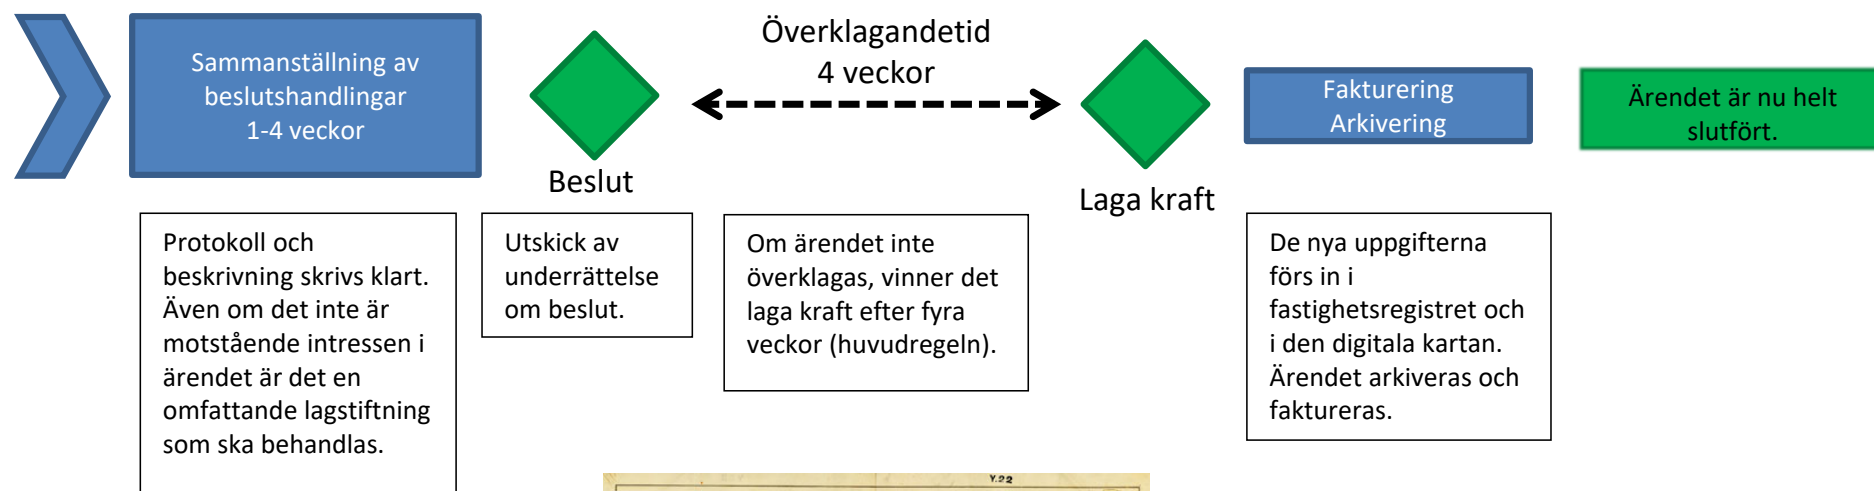 Sammanställning av
beslutshandlingar
1-4 veckor
Beslut
Överklagandetid
4 veckor
Laga kraft
Fakturering
Arkivering
Ärendet är nu helt
slutfört.
Protokoll och
beskrivning skrivs klart.
Även om det inte är
motstående intressen i
ärendet är det en
omfattande lagstiftning
som ska behandlas.
Utskick av
underrättelse
om beslut.
Om ärendet inte
överklagas, vinner det
laga kraft efter fyra
veckor (huvudregeln).
De nya uppgifterna
förs in i
fastighetsregistret och
i den digitala kartan.
Ärendet arkiveras och
faktureras.
Y.22